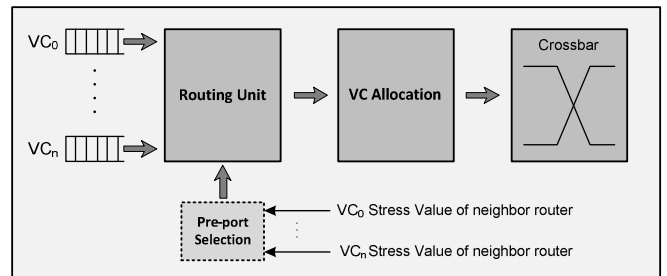 VC0
Routing Unit
VC Allocation
Crossbar
VCn
Pre-port
Selection
VC0 Stress Value of neighbor router
VCn Stress Value of neighbor router